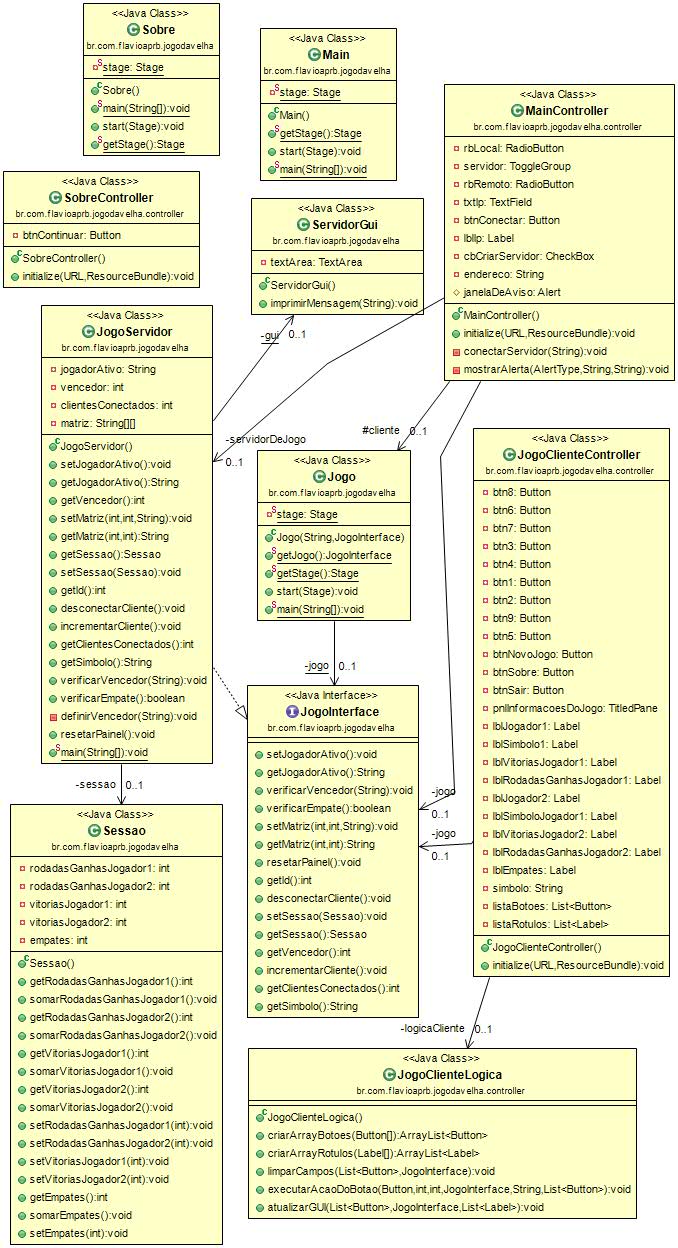 <<Java Class>>
Sobre
br.com.flavioaprb.jogodavelha
stage: Stage
Sobre()
main(String[]):void
start(Stage):void
getStage():Stage
<<Java Class>>
Main
br.com.flavioaprb.jogodavelha
stage: Stage
Main()
getStage():Stage
start(Stage):void
main(String[]):void
<<Java Class>>
MainController
br.com.flavioaprb.jogodavelha.controller
rbLocal: RadioButton
servidor: ToggleGroup
rbRemoto: RadioButton
txtIp: TextField
btnConectar: Button
lblIp: Label
cbCriarServidor: CheckBox
endereco: String
janelaDeAviso: Alert
MainController()
initialize(URL,ResourceBundle):void
conectarServidor(String):void
mostrarAlerta(AlertType,String,String):void
<<Java Class>>
SobreController
br.com.flavioaprb.jogodavelha.controller
btnContinuar: Button
SobreController()
initialize(URL,ResourceBundle):void
<<Java Class>>
ServidorGui
br.com.flavioaprb.jogodavelha
textArea: TextArea
ServidorGui()
imprimirMensagem(String):void
-gui
0..1
-servidorDeJogo
0..1
#cliente
0..1
<<Java Class>>
JogoServidor
br.com.flavioaprb.jogodavelha
jogadorAtivo: String
vencedor: int
clientesConectados: int
matriz: String[][]
JogoServidor()
setJogadorAtivo():void
getJogadorAtivo():String
getVencedor():int
setMatriz(int,int,String):void
getMatriz(int,int):String
getSessao():Sessao
setSessao(Sessao):void
getId():int
desconectarCliente():void
incrementarCliente():void
getClientesConectados():int
getSimbolo():String
verificarVencedor(String):void
verificarEmpate():boolean
definirVencedor(String):void
resetarPainel():void
main(String[]):void
<<Java Class>>
Jogo
br.com.flavioaprb.jogodavelha
stage: Stage
Jogo(String,JogoInterface)
getJogo():JogoInterface
getStage():Stage
start(Stage):void
main(String[]):void
-jogo
0..1
<<Java Class>>
JogoClienteController
br.com.flavioaprb.jogodavelha.controller
btn8: Button
btn6: Button
btn7: Button
btn3: Button
btn4: Button
btn1: Button
btn2: Button
btn9: Button
btn5: Button
btnNovoJogo: Button
btnSobre: Button
btnSair: Button
pnlInformacoesDoJogo: TitledPane
lblJogador1: Label
lblSimbolo1: Label
lblVitoriasJogador1: Label
lblRodadasGanhasJogador1: Label
lblJogador2: Label
lblSimboloJogador1: Label
lblVitoriasJogador2: Label
lblRodadasGanhasJogador2: Label
lblEmpates: Label
simbolo: String
listaBotoes: List<Button>
listaRotulos: List<Label>
JogoClienteController()
initialize(URL,ResourceBundle):void
<<Java Interface>>
JogoInterface
br.com.flavioaprb.jogodavelha
setJogadorAtivo():void
getJogadorAtivo():String
verificarVencedor(String):void
verificarEmpate():boolean
setMatriz(int,int,String):void
getMatriz(int,int):String
resetarPainel():void
getId():int
desconectarCliente():void
setSessao(Sessao):void
getSessao():Sessao
getVencedor():int
incrementarCliente():void
getClientesConectados():int
getSimbolo():String
-jogo
0..1
-jogo
0..1
-sessao
0..1
<<Java Class>>
Sessao
br.com.flavioaprb.jogodavelha
rodadasGanhasJogador1: int
rodadasGanhasJogador2: int
vitoriasJogador1: int
vitoriasJogador2: int
empates: int
Sessao()
getRodadasGanhasJogador1():int
somarRodadasGanhasJogador1():void
getRodadasGanhasJogador2():int
somarRodadasGanhasJogador2():void
getVitoriasJogador1():int
somarVitoriasJogador1():void
getVitoriasJogador2():int
somarVitoriasJogador2():void
setRodadasGanhasJogador1(int):void
setRodadasGanhasJogador2(int):void
setVitoriasJogador1(int):void
setVitoriasJogador2(int):void
getEmpates():int
somarEmpates():void
setEmpates(int):void
-logicaCliente
0..1
<<Java Class>>
JogoClienteLogica
br.com.flavioaprb.jogodavelha.controller
JogoClienteLogica()
criarArrayBotoes(Button[]):ArrayList<Button>
criarArrayRotulos(Label[]):ArrayList<Label>
limparCampos(List<Button>,JogoInterface):void
executarAcaoDoBotao(Button,int,int,JogoInterface,String,List<Button>):void
atualizarGUI(List<Button>,JogoInterface,List<Label>):void